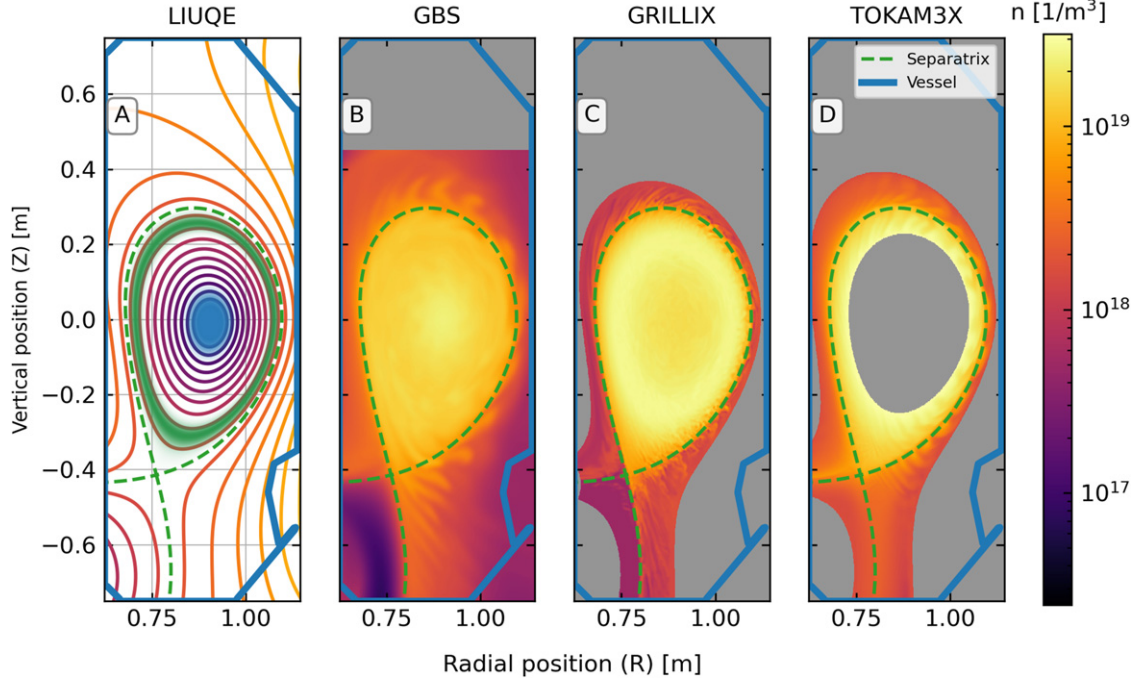 LIUQE
GBS
GRILLIX
TOKAM3X
n [1/m³]
A
B
C
D
Separatrix
Vessel
Vertical position (Z) [m]
0.6
0.4
0.2
0.0
−0.2
−0.4
−0.6
10¹⁹
10¹⁸
10¹⁷
0.75 1.00
0.75 1.00
0.75 1.00
0.75 1.00
Radial position (R) [m]